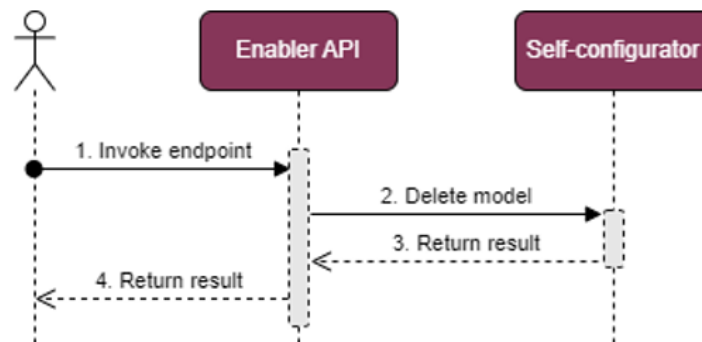 Enabler API
Self-configurator
1. Invoke endpoint
2. Delete model
3. Return result
4. Return result